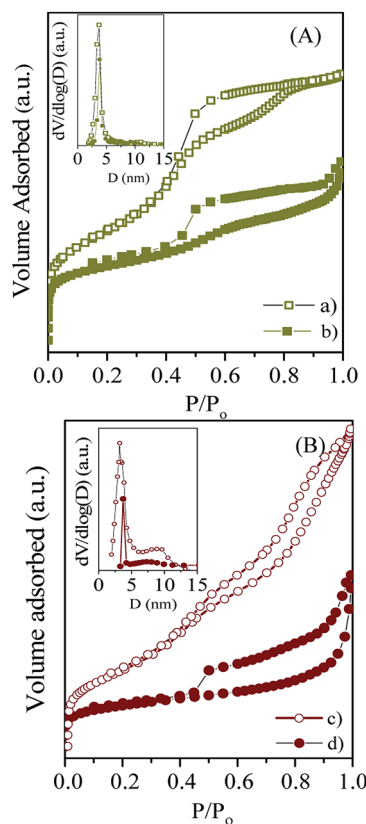 (A)
dV/dlog(D) (a.u.)
0 5 10 15
D (nm)
Volume Adsorbed (a.u.)
a)
b)
0.0 0.2 0.4 0.6 0.8 1.0
P/Po
(B)
dV/dlog(D) (a.u.)
0 5 10 15
D (nm)
Volume adsorbed (a.u.)
c)
d)
0.0 0.2 0.4 0.6 0.8 1.0
P/Po